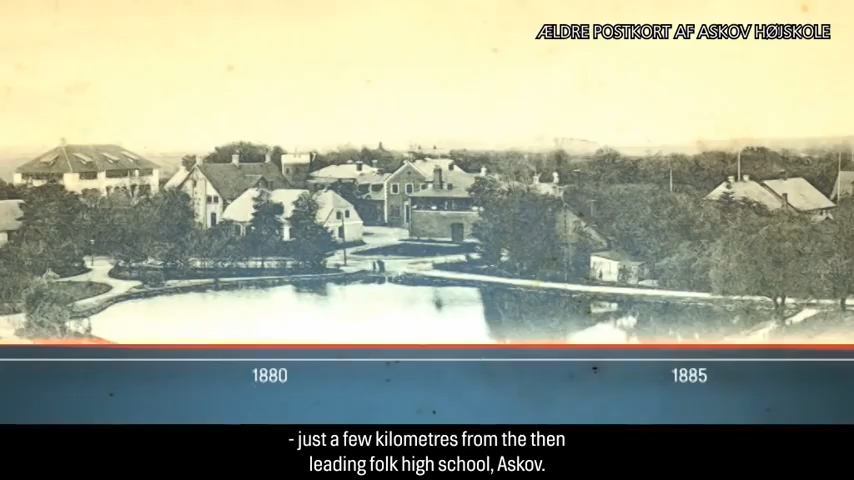 ÆLDRE POSTKORT AF ASKOV HØJSKOLE
1880
1885
- just a few kilometres from the then
leading folk high school, Askov.